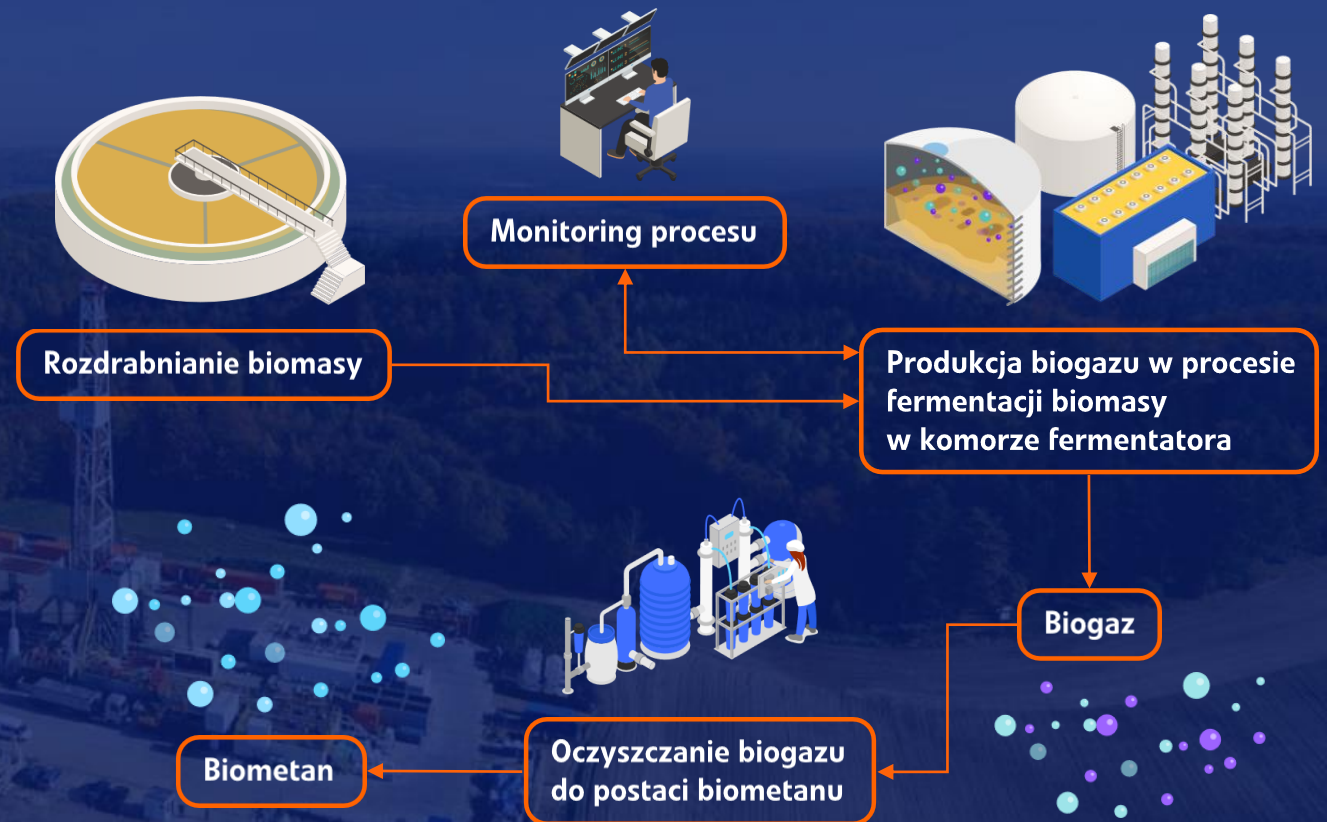 Monitoring procesu
Rozdrabnianie biomasy
Produkcja biogazu w procesie
fermentacji biomasy
w komorze fermentatora
Biogaz
Oczyszczanie biogazu
do postaci biometanu
Biometan